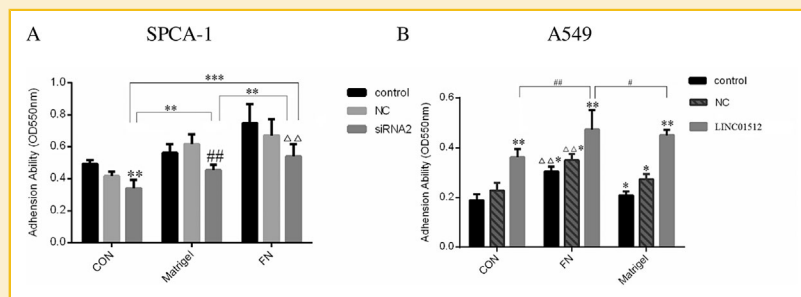 A
SPCA-1
Adhension Ability (OD550nm)
1.0
0.8
0.6
0.4
0.2
0.0
***
**
**
**
##
△△
CON
Matrigel
FN
control
NC
siRNA2
B
A549
Adhension Ability (OD550nm)
0.6
0.4
0.2
0.0
##
#
**
△△*
△△*
**
*
*
**
CON
FN
Matrigel
control
NC
LINC01512